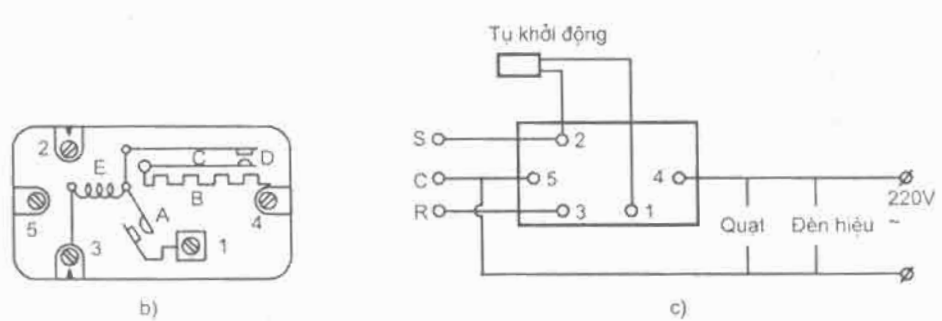 Tụ khởi động
2
E
C
D
B
A
5
3
1
4
b)
S
2
C
5
4
R
3
1
220V
~
Quạt
Đèn hiệu
c)